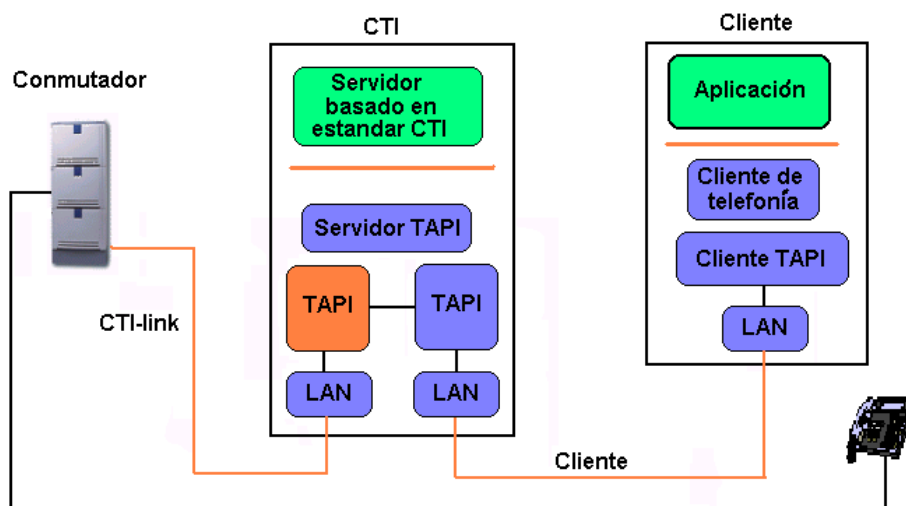 CTI
Cliente
Conmutador
Servidor
basado en
estandar CTI
Aplicación
Cliente de
telefonía
Servidor TAPI
Cliente TAPI
TAPI
TAPI
CTI-link
LAN
LAN
LAN
Cliente